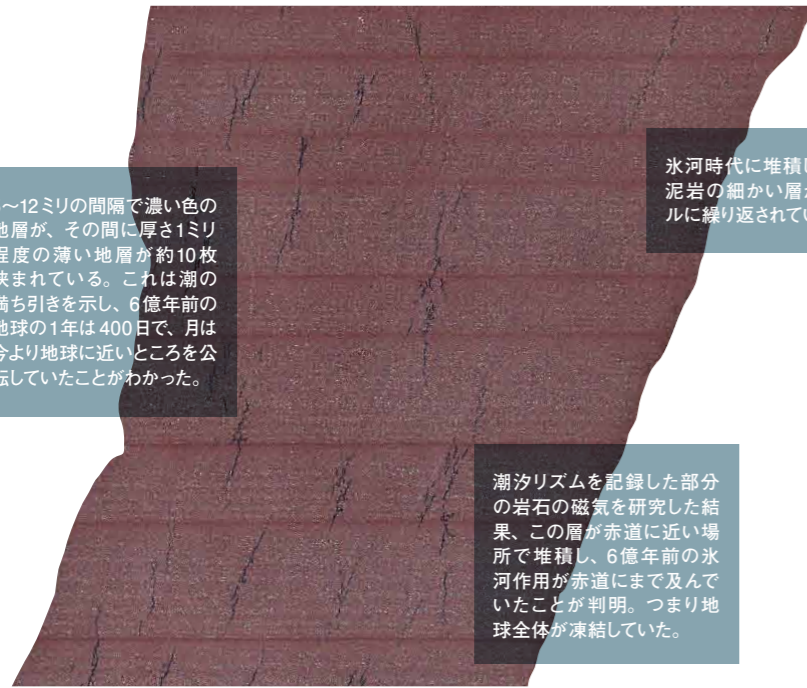 ～12ミリの間隔で濃い色の
地層が、その間に厚さ1ミリ
程度の薄い地層が約10枚
挟まれている。これは潮の
満ち引きを示し、6億年前の
地球の1年は400日で、月は
今より地球に近いところを公
転していたことがわかった。
氷河時代に堆積し
泥岩の細かい層が
ルに繰り返されてい
潮汐リズムを記録した部分
の岩石の磁気を研究した結
果、この層が赤道に近い場
所で堆積し、6億年前の氷
河作用が赤道にまで及んで
いたことが判明。つまり地
球全体が凍結していた。